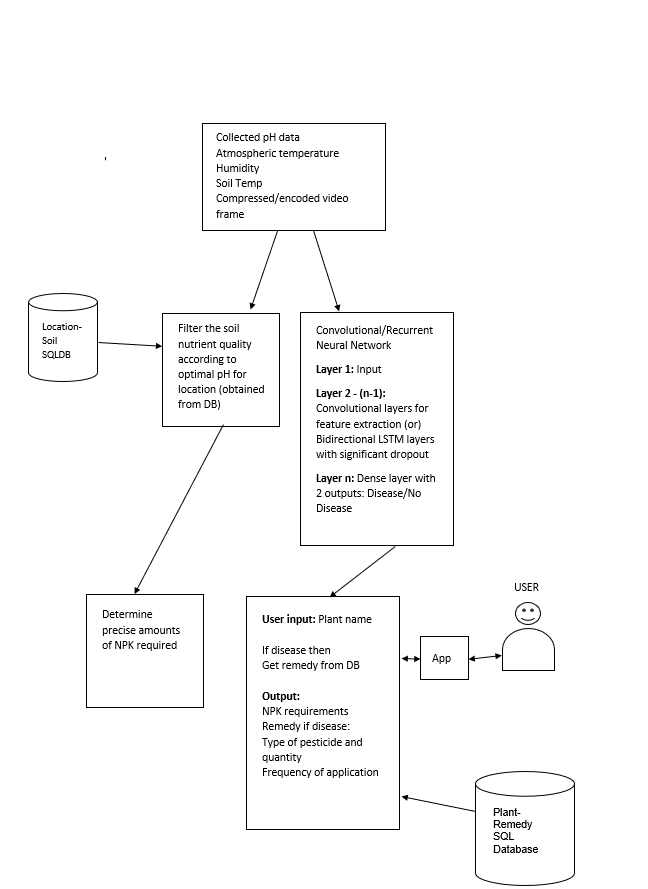 Collected pH data
Atmospheric temperature
Humidity
Soil Temp
Compressed/encoded video
frame
Location-
Soil
SQLDB
Filter the soil
nutrient quality
according to
optimal pH for
location (obtained
from DB)
Convolutional/Recurrent
Neural Network
Layer 1: Input
Layer 2 - (n-1):
Convolutional layers for
feature extraction (or)
Bidirectional LSTM layers
with significant dropout
Layer n: Dense layer with
2 outputs: Disease/No
Disease
Determine
precise amounts
of NPK required
User input: Plant name
If disease then
Get remedy from DB
Output:
NPK requirements
Remedy if disease:
Type of pesticide and
quantity
Frequency of application
App
USER
Plant-
Remedy
SQL
Database